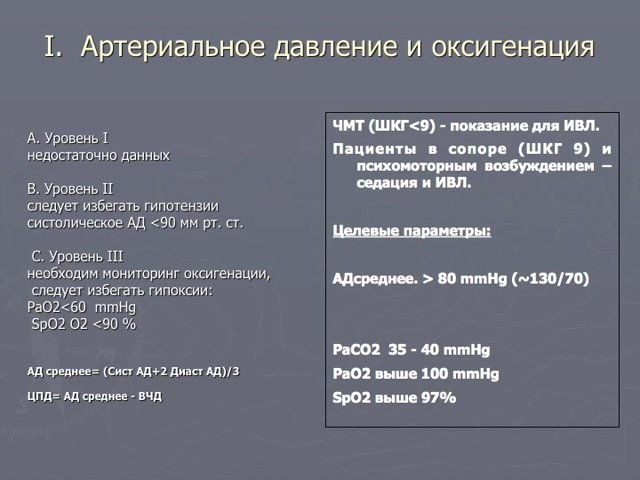 I. Артериальное давление и оксигенация
А. Уровень I
недостаточно данных
В. Уровень II
следует избегать гипотензии
систолическое АД <90 мм рт. ст.
С. Уровень III
необходим мониторинг оксигенации,
следует избегать гипоксии:
PaO2<60 mmHg
SpO2 O2 <90 %
АД среднее= (Сист АД+2 Диаст АД)/3
ЦПД= АД среднее - ВЧД
ЧМТ (ШКГ<9) - показание для ИВЛ.
Пациенты в сопоре (ШКГ 9) и
психомоторным возбуждением –
седация и ИВЛ.
Целевые параметры:
АДсреднее. > 80 mmHg (~130/70)
PaCO2 35 - 40 mmHg
PaO2 выше 100 mmHg
SpO2 выше 97%